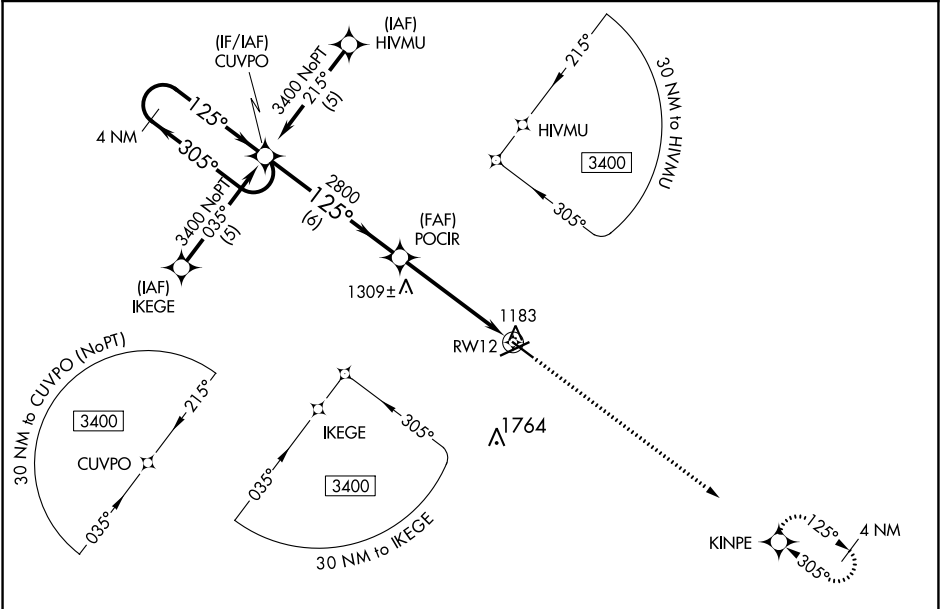 (IAF)
HIVMU
(IF/IAF)
CUVPO
3400 NoPT
215°
(5)
125°
4 NM
305°
3400 NoPT
035°
(5)
(IAF)
IKEGE
2800
125°
(6)
(FAF)
POCIR
1309±
1183
RW12
1764
KINPE
125°
4 NM
305°
215°
HIVMU
3400
305°
30 NM to HIVMU
30 NM to CUVPO (NoPT)
3400
215°
CUVPO
035°
IKEGE
305°
3400
035°
30 NM to IKEGE